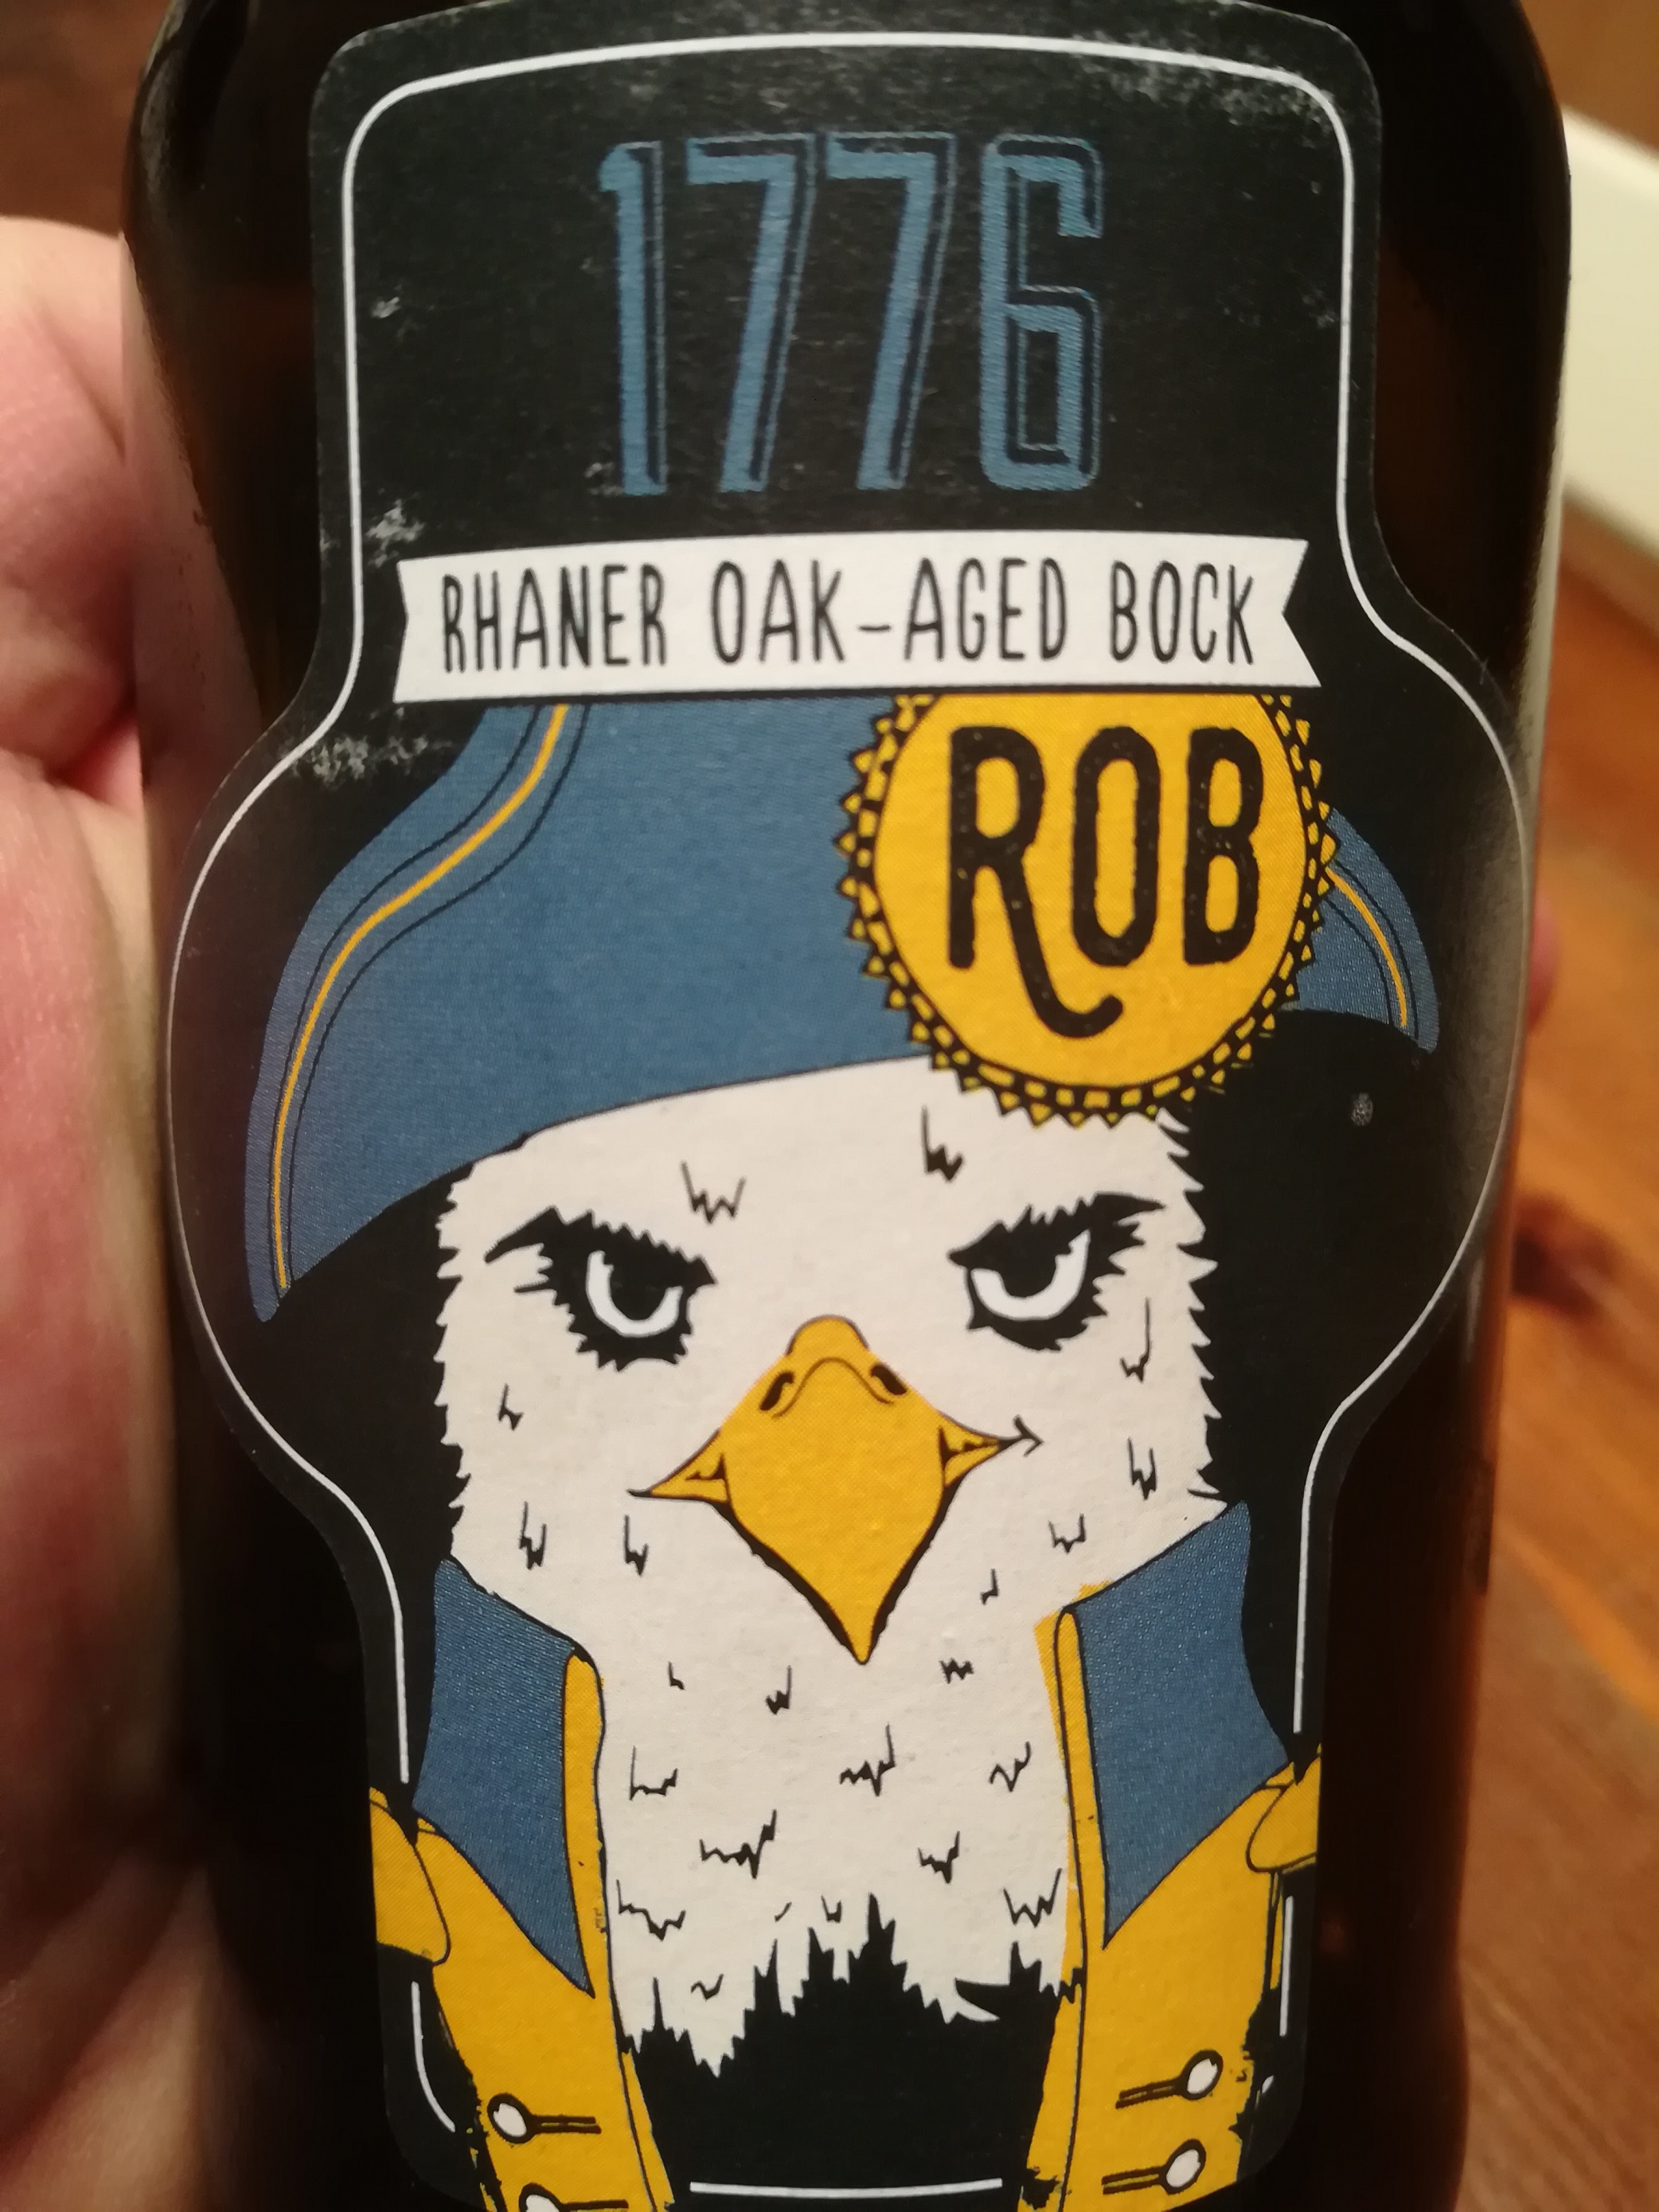 1776
RHANER OAK-AGED BOCK
ROB